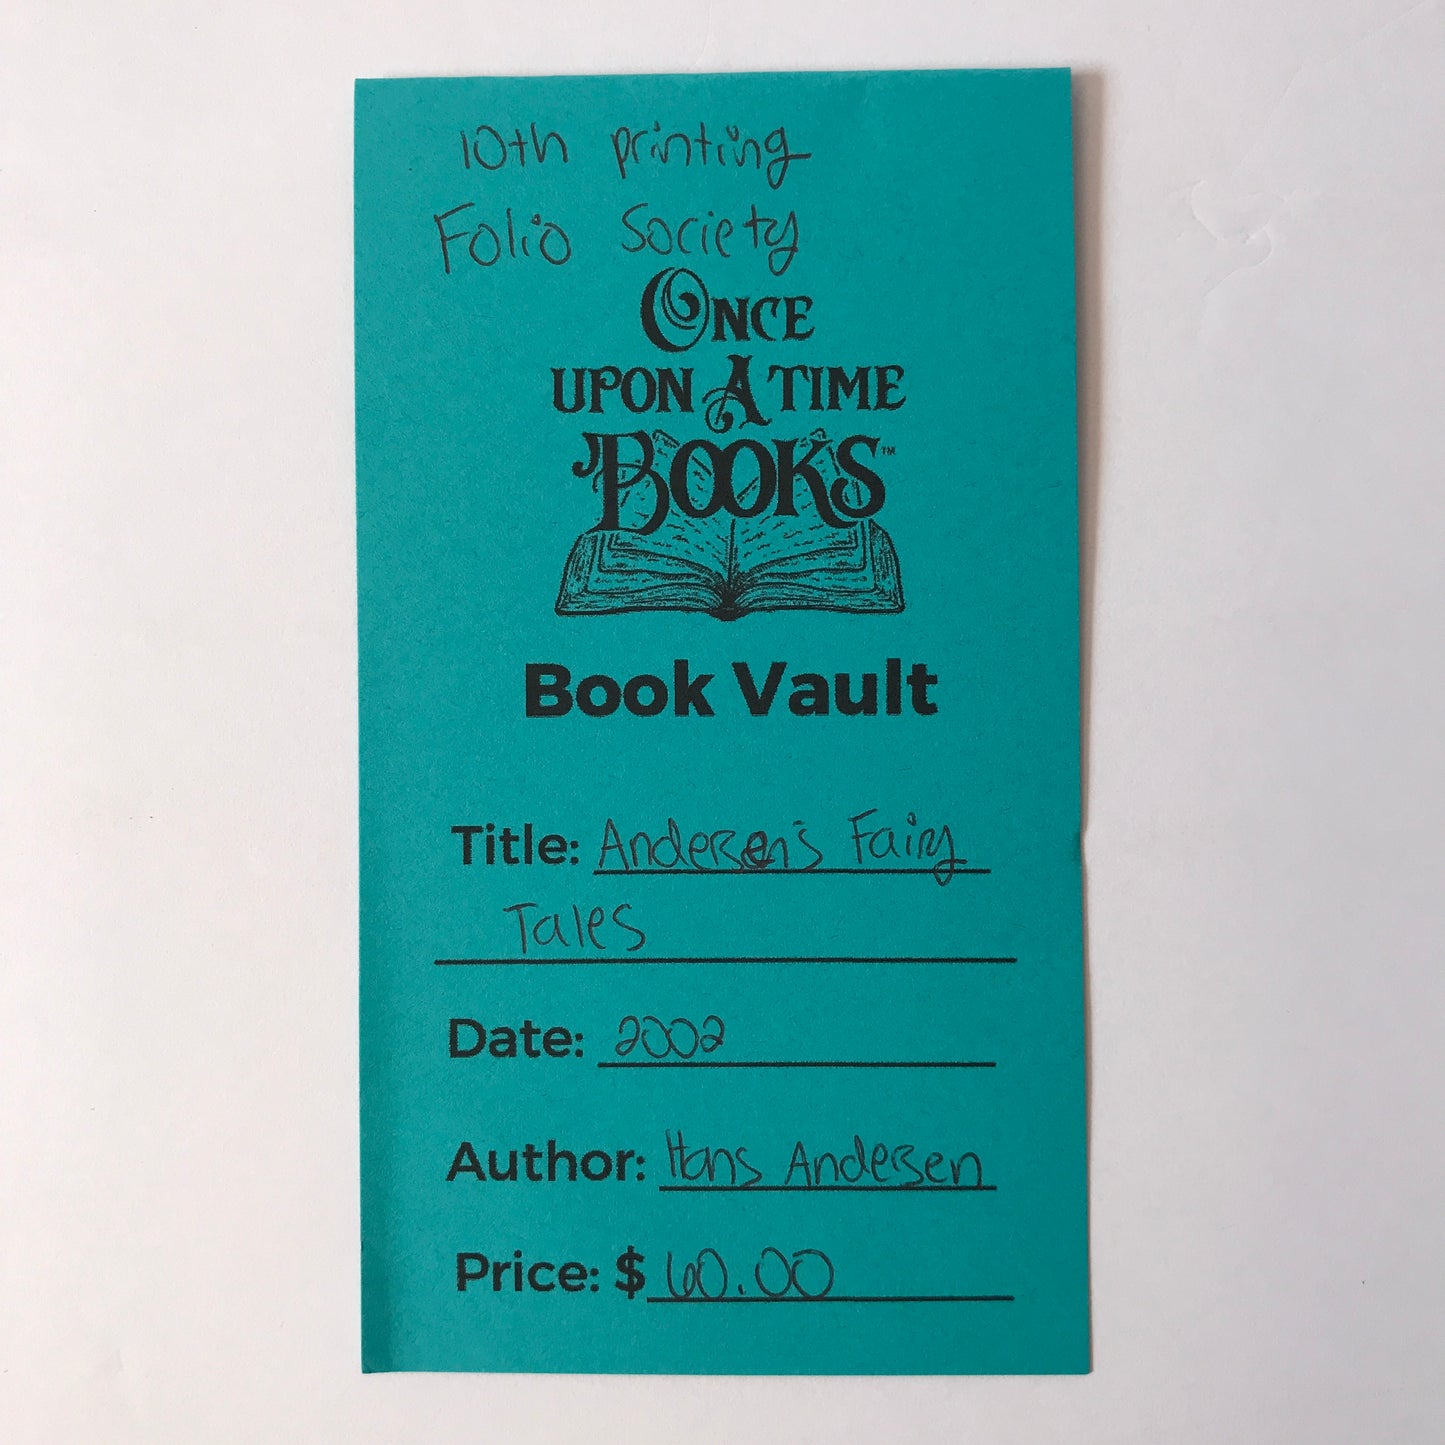 10th printing
Folio Society
ONCE
UPON A TIME
BOOKS™
Book Vault
Title: Andersen's Fairy
Tales
Date: 2002
Author: Hans Andersen
Price: $60.00